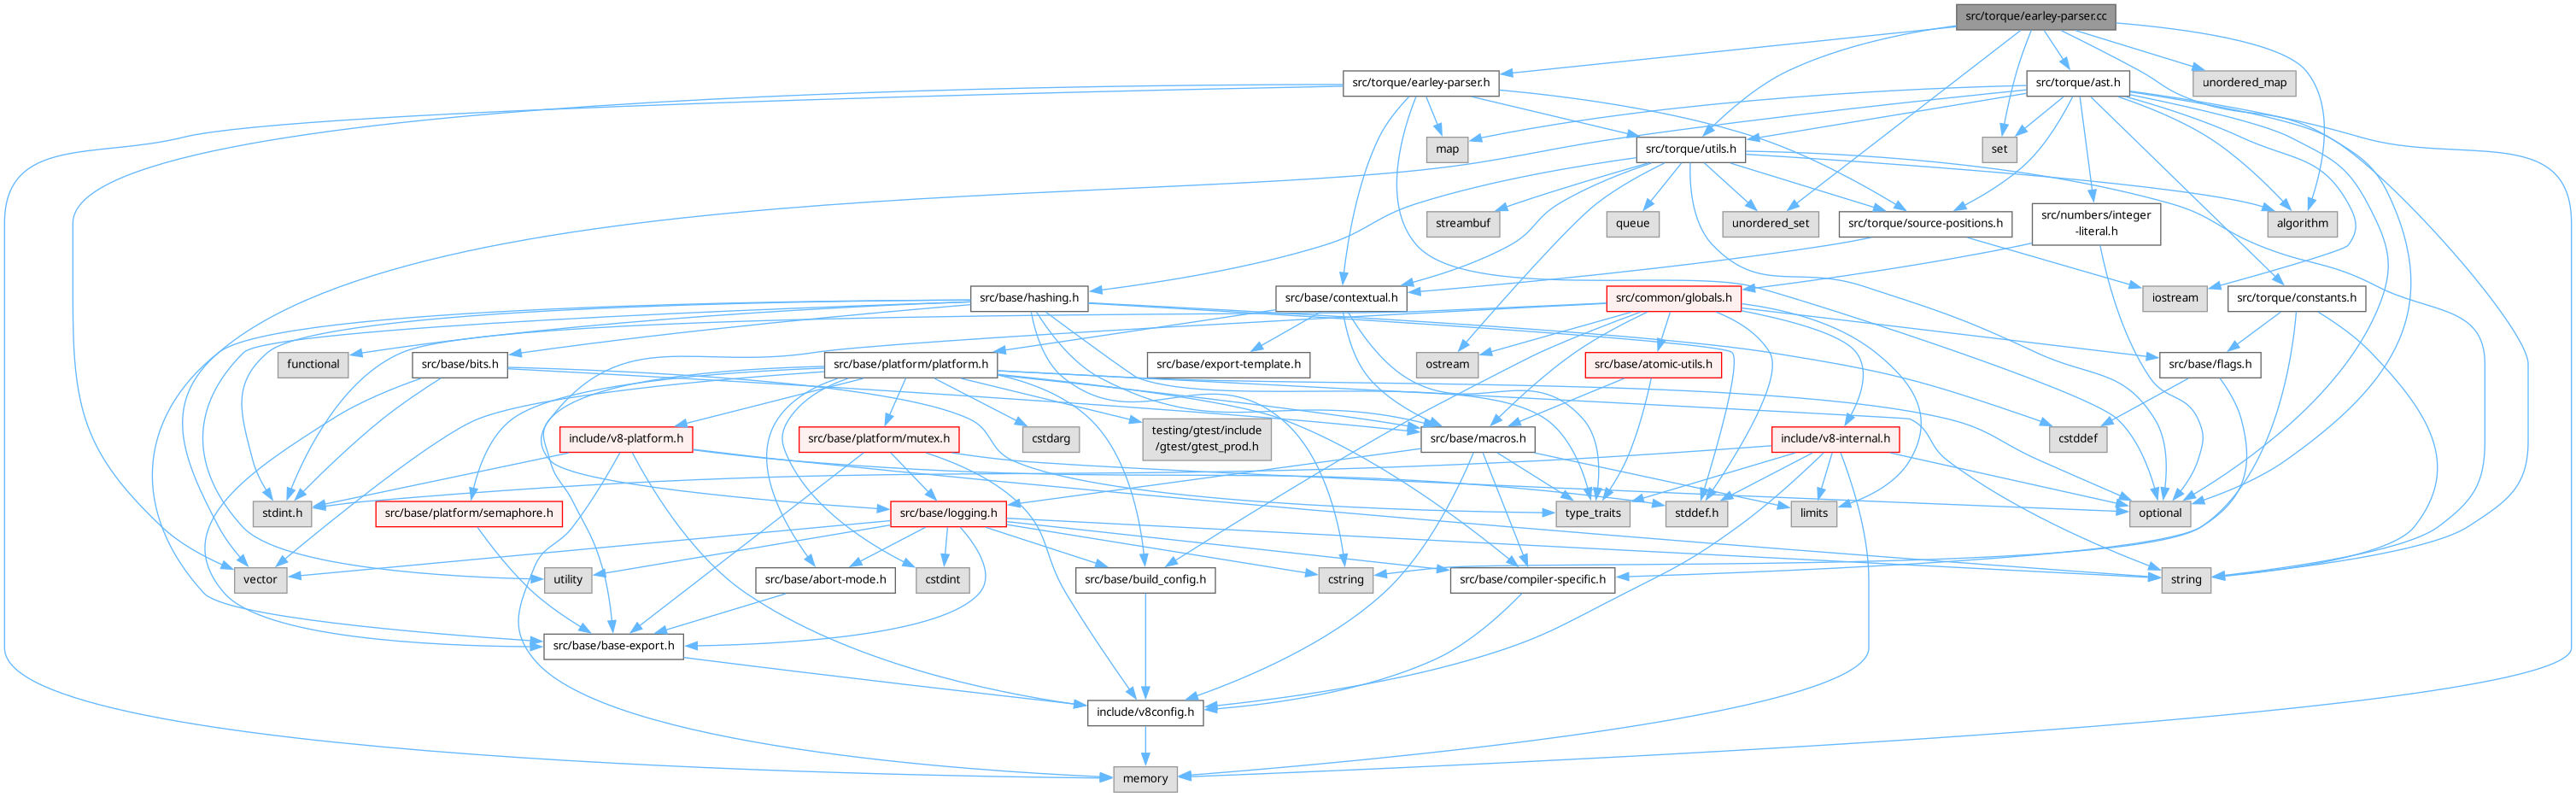 src/torque/earley-parser.cc
src/torque/earley-parser.h
src/torque/ast.h
unordered_map
map
src/torque/utils.h
set
streambuf
queue
unordered_set
src/torque/source-positions.h
src/numbers/integer
-literal.h
algorithm
src/base/hashing.h
src/base/contextual.h
src/common/globals.h
iostream
src/torque/constants.h
functional
src/base/bits.h
src/base/platform/platform.h
src/base/export-template.h
ostream
src/base/atomic-utils.h
src/base/flags.h
include/v8-platform.h
src/base/platform/mutex.h
cstdarg
testing/gtest/include
/gtest/gtest_prod.h
src/base/macros.h
include/v8-internal.h
cstddef
stdint.h
src/base/platform/semaphore.h
src/base/logging.h
type_traits
stddef.h
limits
optional
vector
utility
src/base/abort-mode.h
cstdint
src/base/build_config.h
cstring
src/base/compiler-specific.h
string
src/base/base-export.h
include/v8config.h
memory